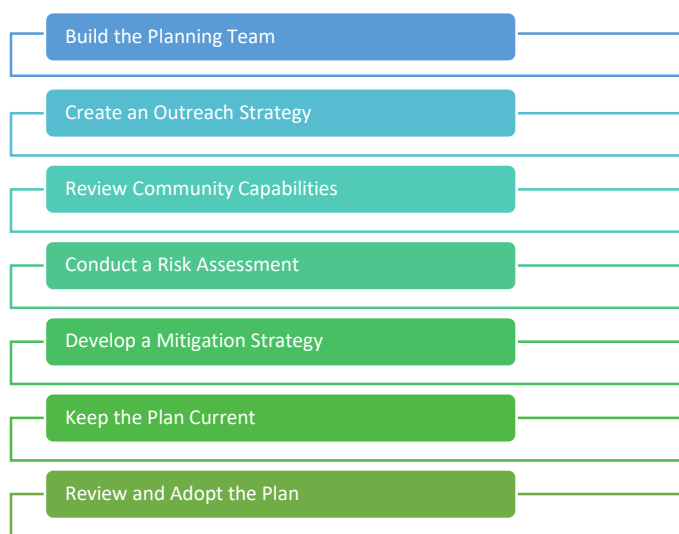 Build the Planning Team
Create an Outreach Strategy
Review Community Capabilities
Conduct a Risk Assessment
Develop a Mitigation Strategy
Keep the Plan Current
Review and Adopt the Plan